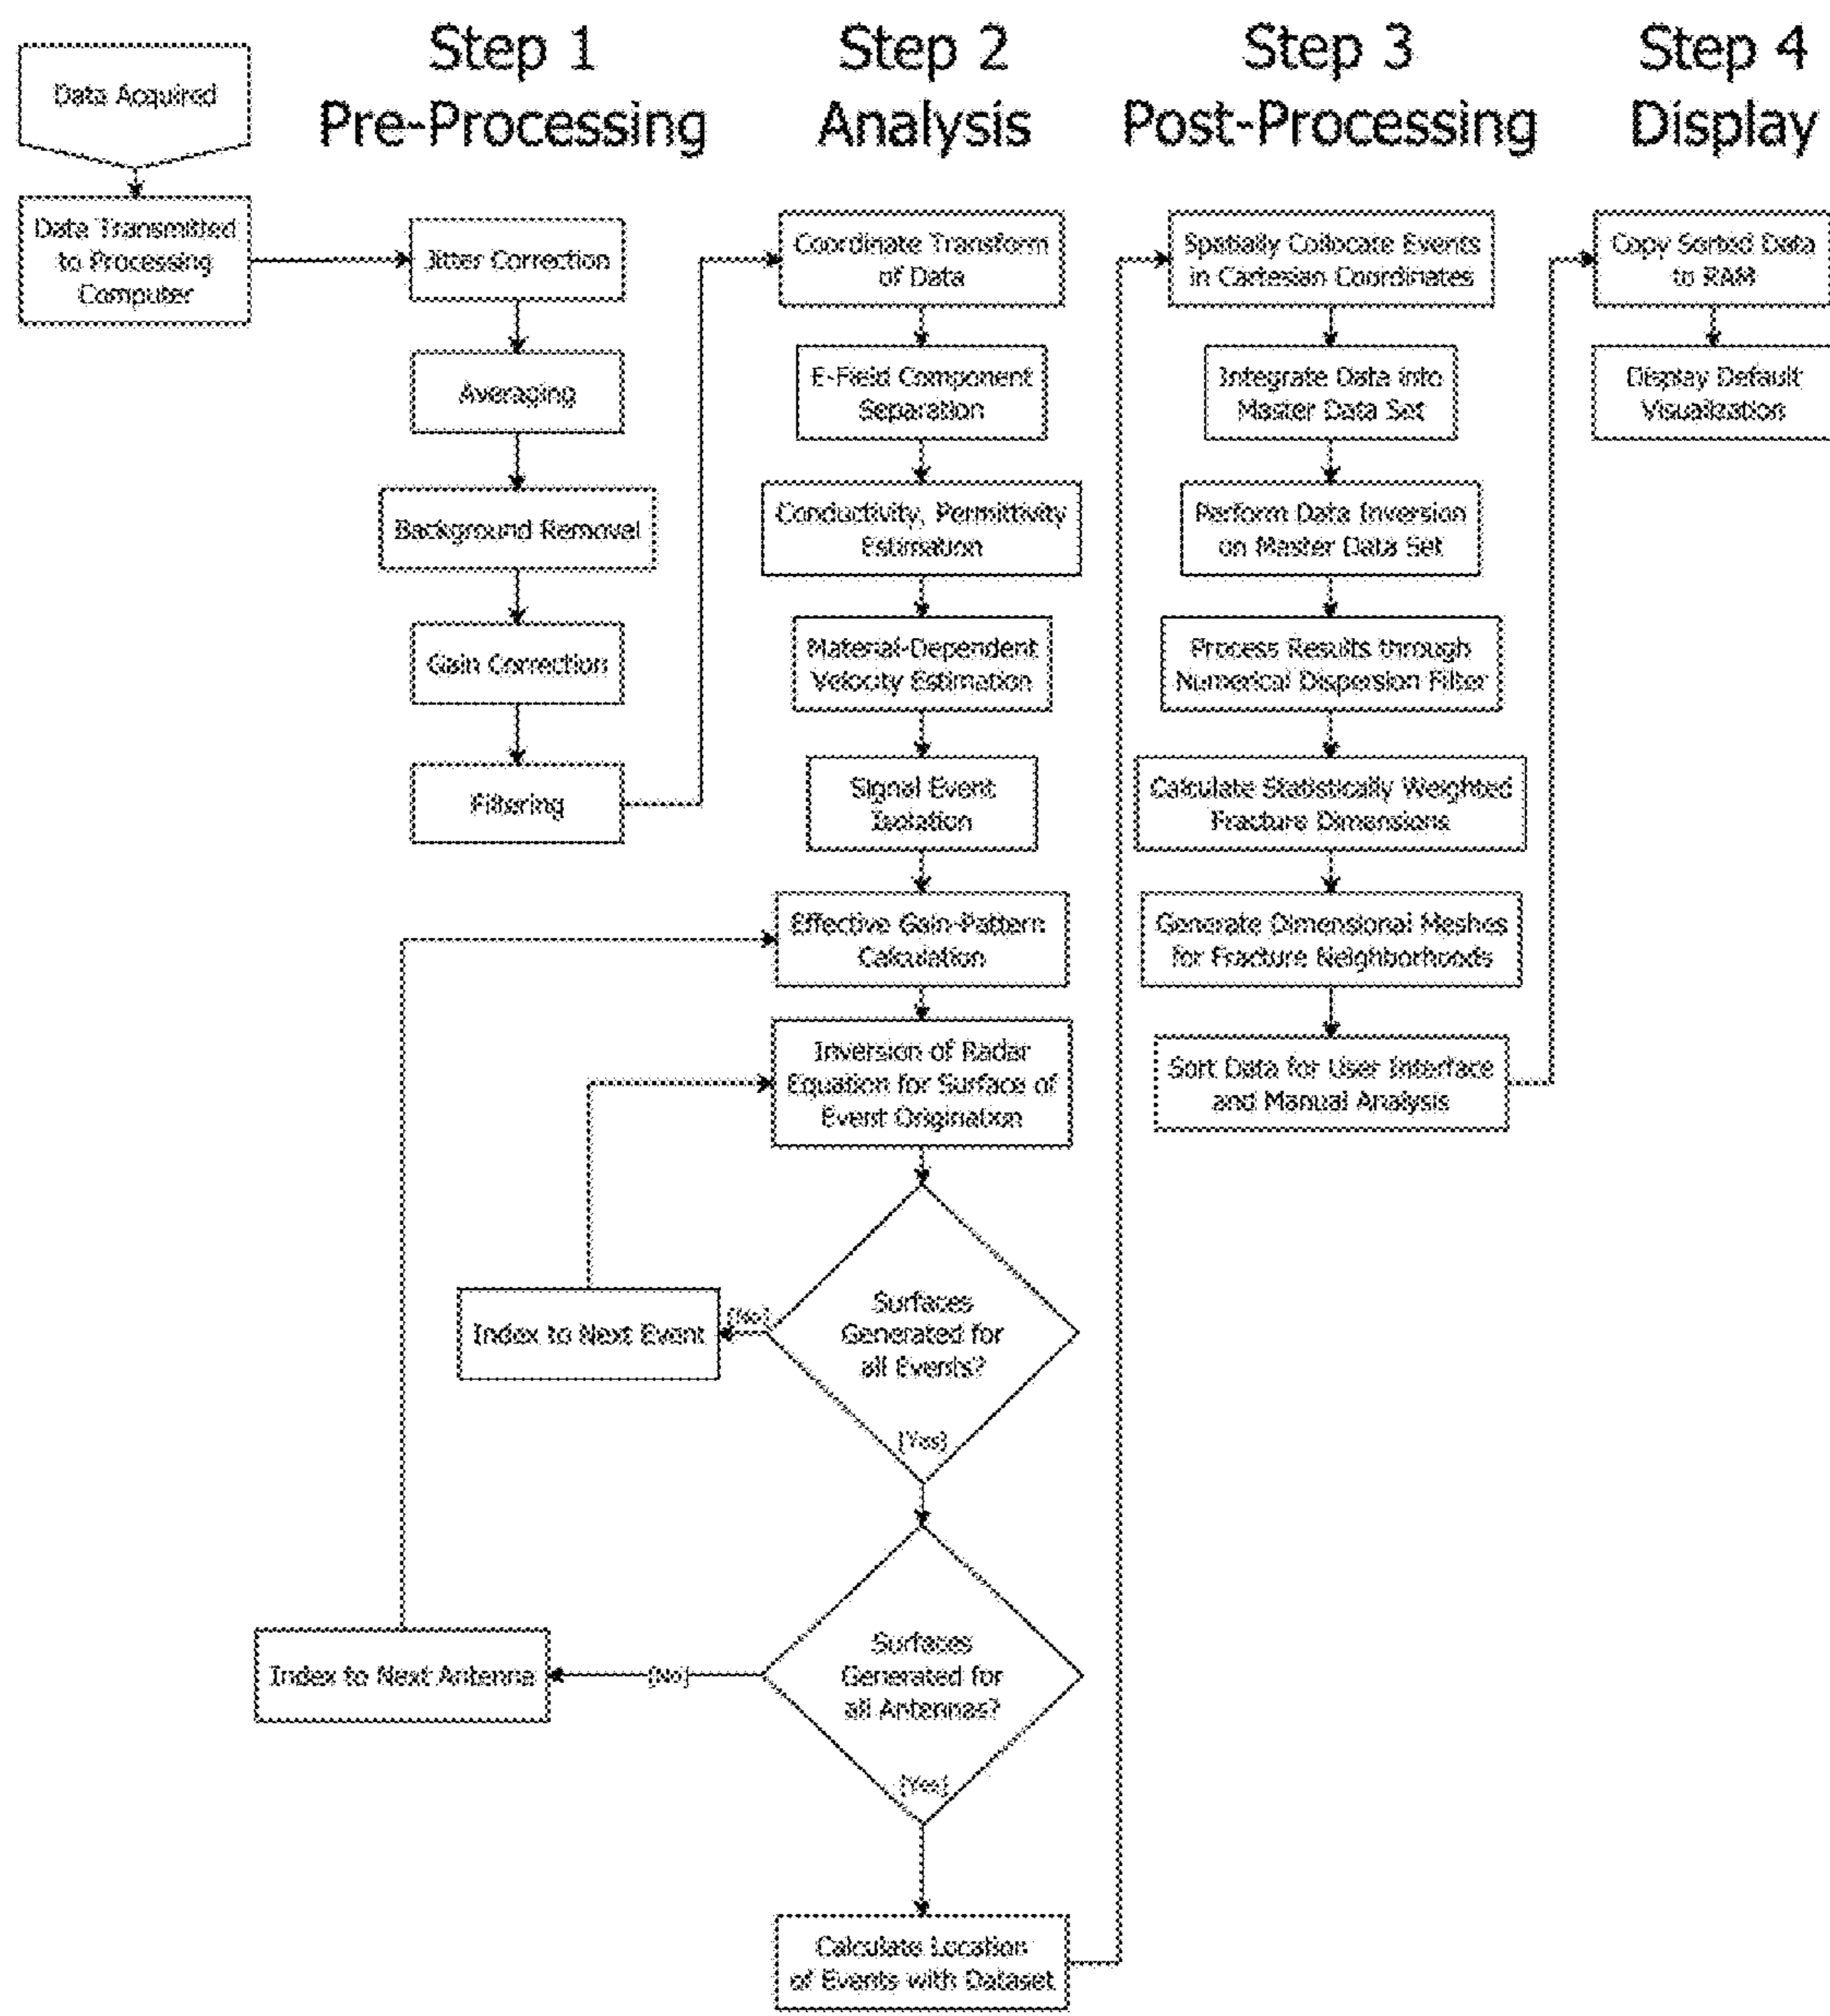 Data Acquired
Data Transmitted
to Processing
Computer
Step 1
Pre-Processing
Jitter Correction
Averaging
Background Removal
Gain Correction
Filtering
Step 2
Analysis
Coordinate Transform
of Data
E-Field Component
Separation
Conductivity, Permittivity
Estimation
Material-Dependent
Velocity Estimation
Signal Event
Isolation
Effective Gain-Pattern
Calculation
Inversion of Radar
Equation for Surface of
Event Origination
Surfaces
Generated for
all Events?
[No]
Index to Next Event
[Yes]
Surfaces
Generated for
all Antennas?
[No]
Index to Next Antenna
[Yes]
Calculate Location
of Events with Dataset
Step 3
Post-Processing
Spatially Collocate Events
in Cartesian Coordinates
Integrate Data into
Master Data Set
Perform Data Inversion
on Master Data Set
Process Results through
Numerical Dispersion Filter
Calculate Statistically Weighted
Fracture Dimensions
Generate Dimensional Meshes
for Fracture Neighborhoods
Sort Data for User Interface
and Manual Analysis
Step 4
Display
Copy Sorted Data
to RAM
Display Default
Visualization